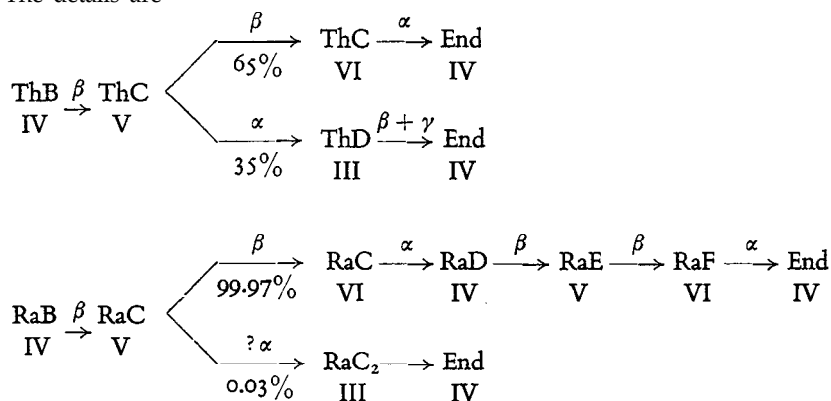 The details are
β ThC α End
65% VI IV
ThB β ThC
IV V
α ThD β + γ End
35% III IV
β RaC α RaD β RaE β RaF α End
99.97% VI IV V VI IV
RaB β RaC
IV V
? α RaC₂ End
0.03% III IV